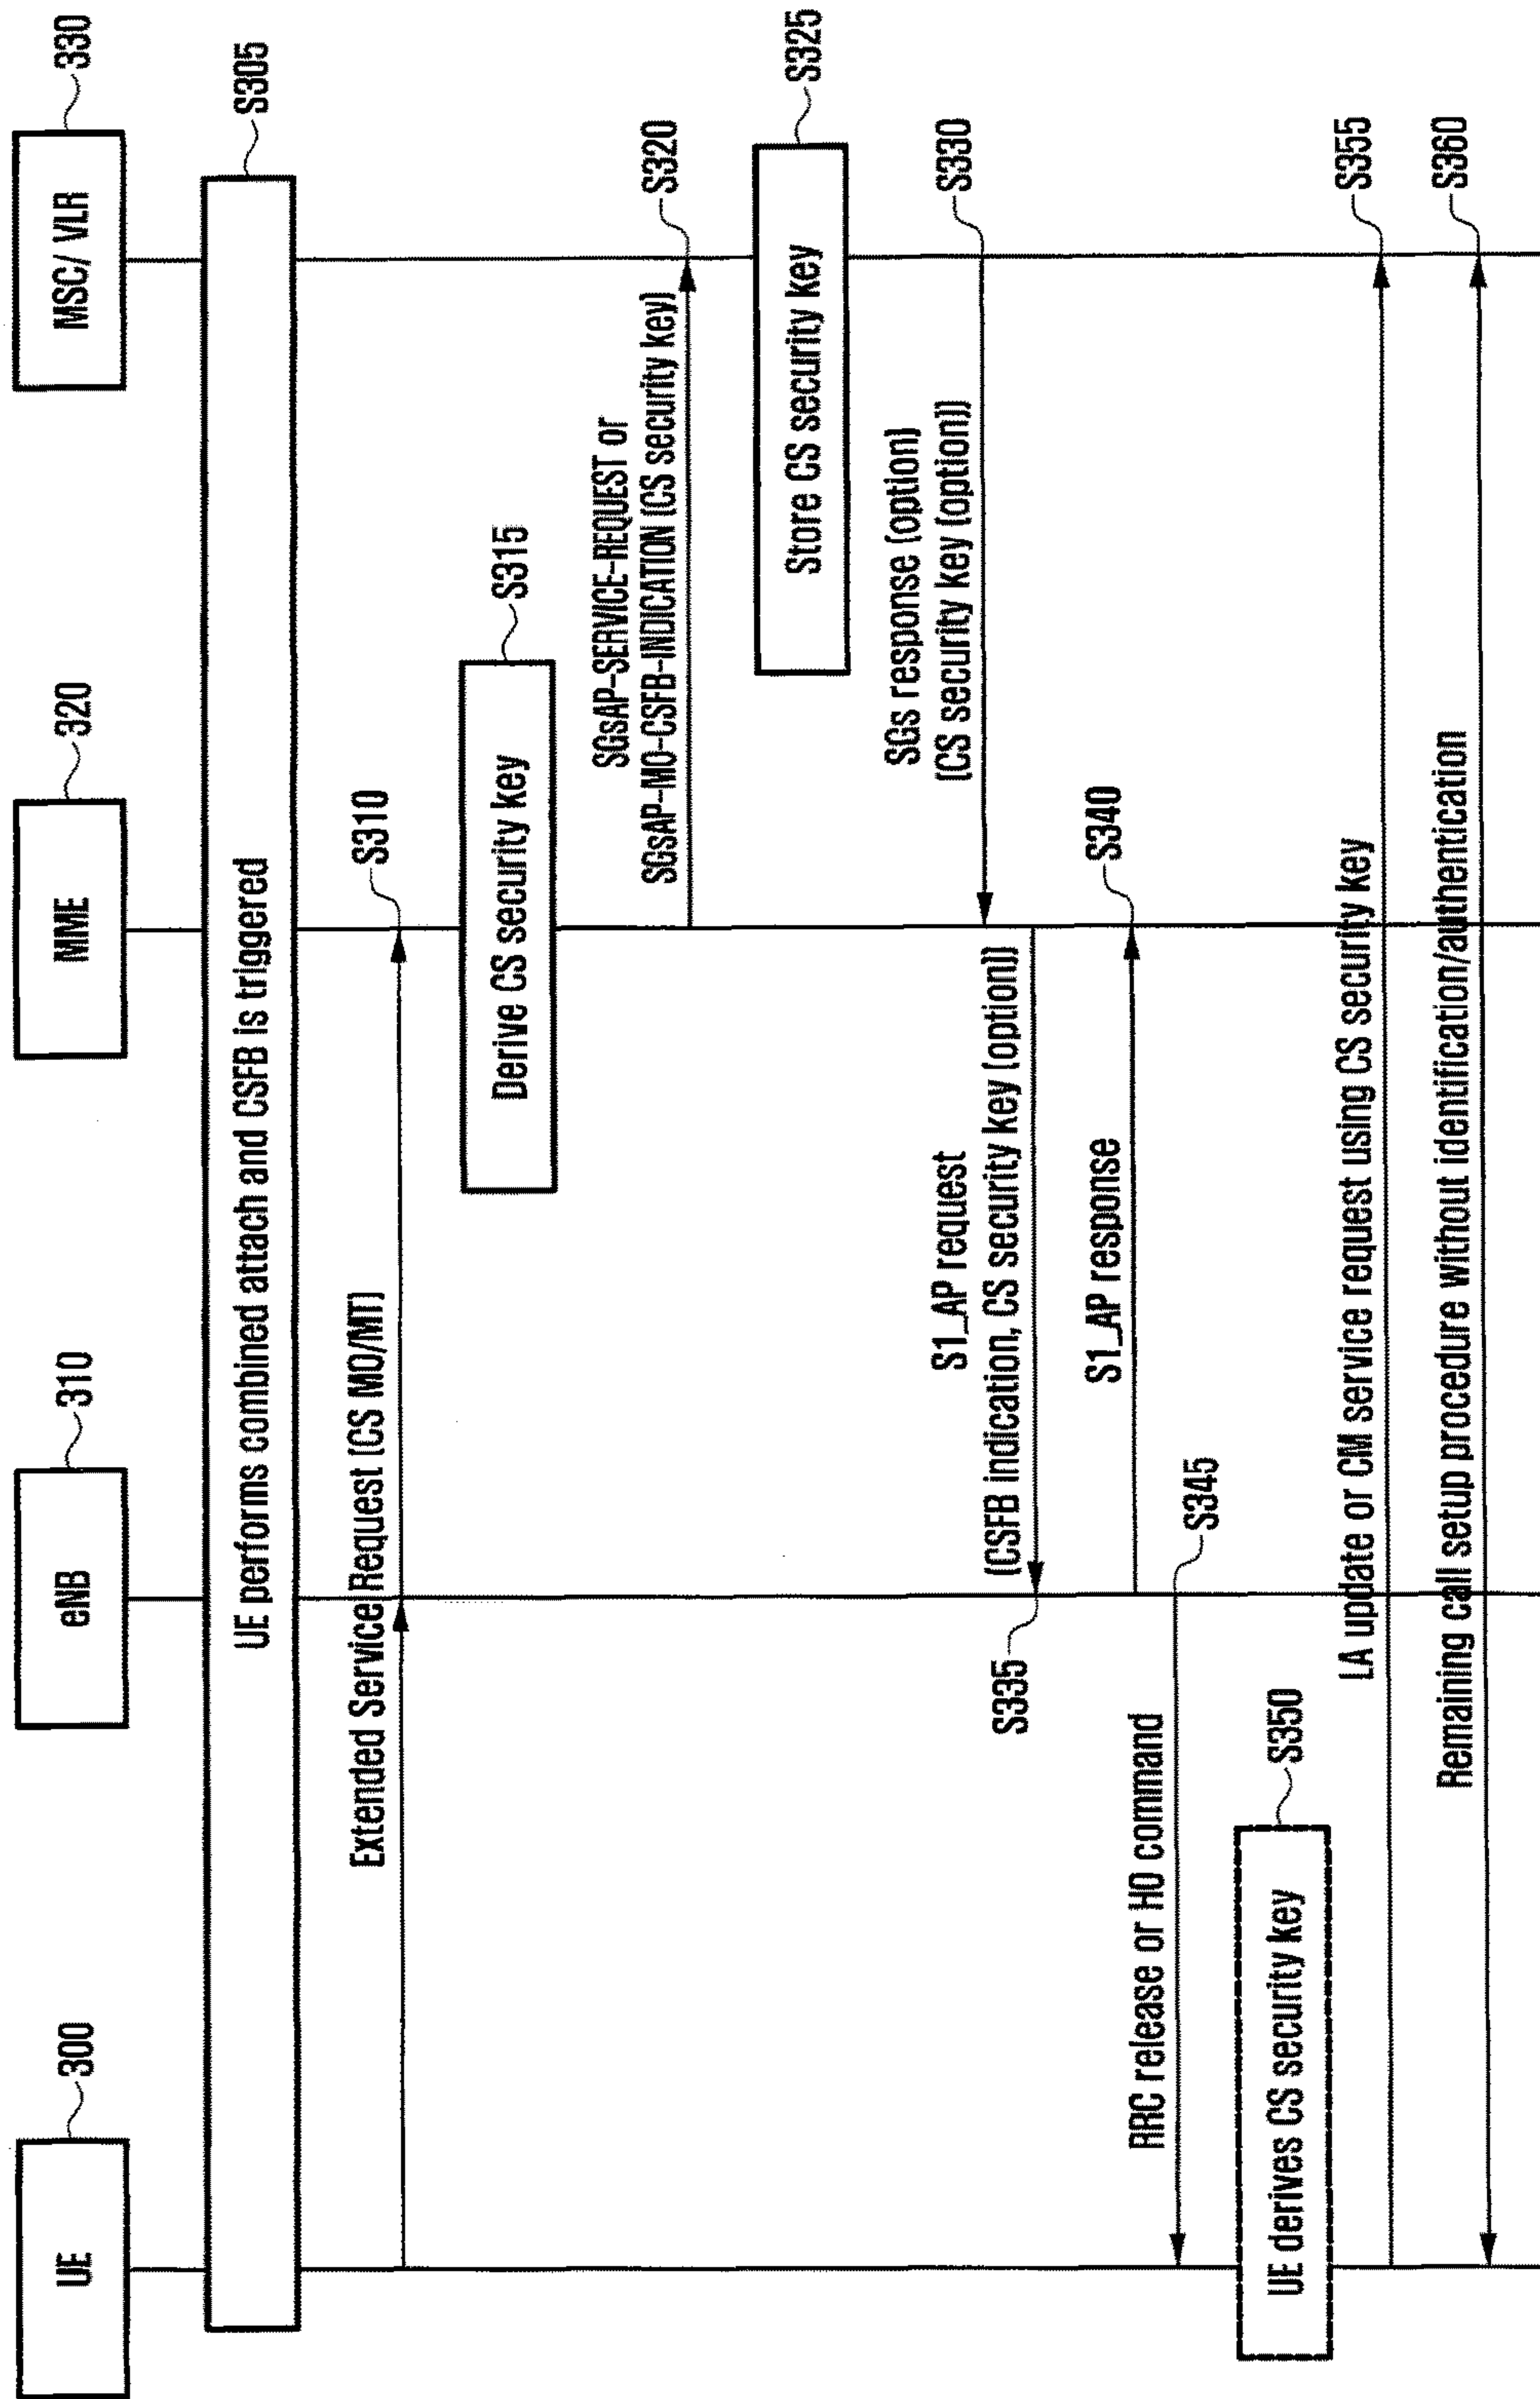 UE
300
eNB
310
MME
320
MSC/ VLR
330
UE performs combined attach and CSFB is triggered
S305
Extended Service Request (CS MO/MT)
S310
Derive CS security key
S315
SGsAP-SERVICE-REQUEST or
SGsAP-MO-CSFB-INDICATION (CS security key)
S320
Store CS security key
S325
SGs response (option)
(CS security key (option))
S330
S1_AP request
(CSFB indication, CS security key (option))
S335
S1_AP response
S340
RRC release or HO command
S345
UE derives CS security key
S350
LA update or CM service request using CS security key
S355
Remaining call setup procedure without identification/authentication
S360